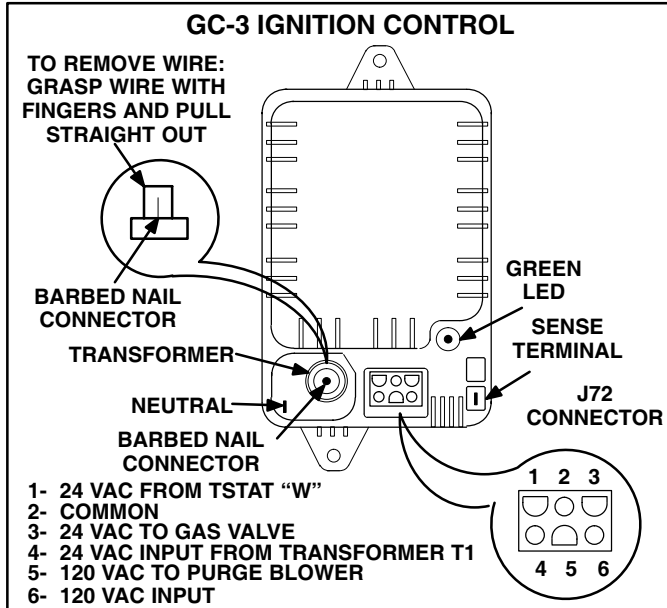 GC-3 IGNITION CONTROL
TO REMOVE WIRE:
GRASP WIRE WITH
FINGERS AND PULL
STRAIGHT OUT
BARBED NAIL
CONNECTOR
GREEN
LED
TRANSFORMER
SENSE
TERMINAL
NEUTRAL
J72
CONNECTOR
BARBED NAIL
CONNECTOR
1- 24 VAC FROM TSTAT “W”
2- COMMON
3- 24 VAC TO GAS VALVE
4- 24 VAC INPUT FROM TRANSFORMER T1
5- 120 VAC TO PURGE BLOWER
6- 120 VAC INPUT
1 2 3
4 5 6